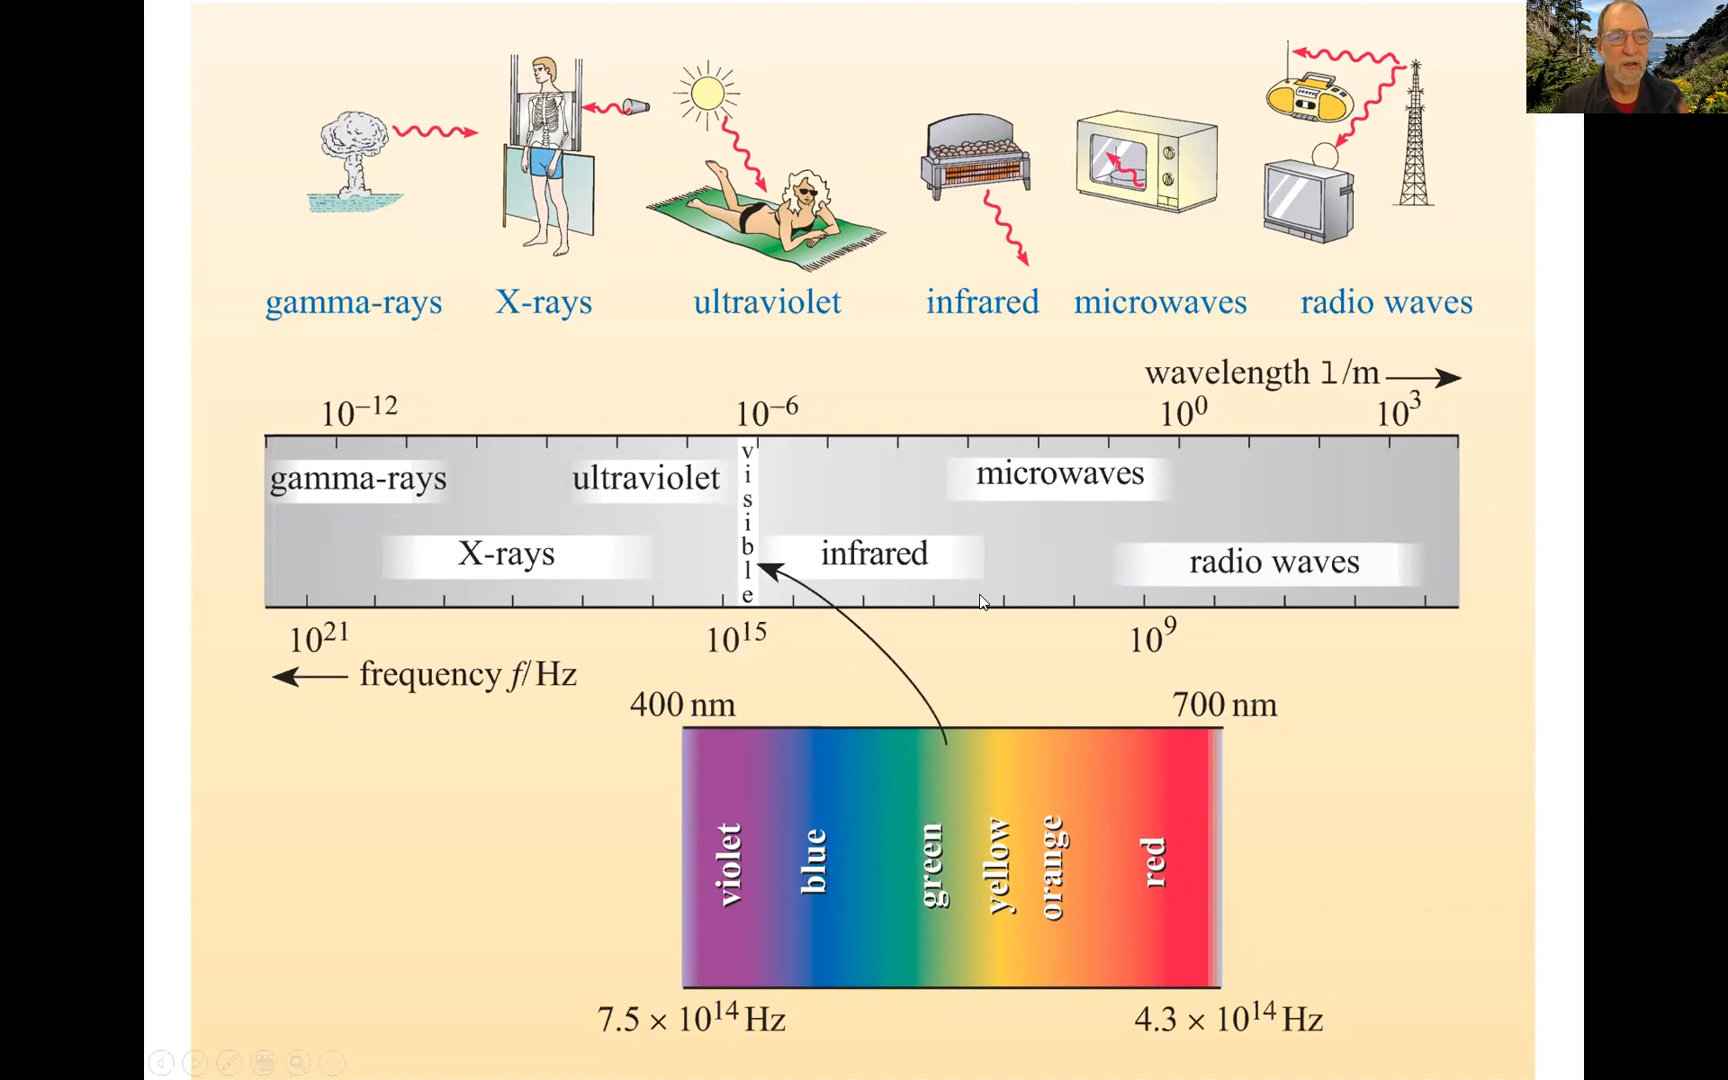 gamma-rays X-rays ultraviolet infrared microwaves radio waves
wavelength l/m
10⁻¹² 10⁻⁶ 10⁰ 10³
gamma-rays ultraviolet visible microwaves
X-rays infrared radio waves
10²¹ 10¹⁵ 10⁹
frequency f/Hz
400 nm 700 nm
violet blue green yellow orange red
7.5 × 10¹⁴ Hz 4.3 × 10¹⁴ Hz